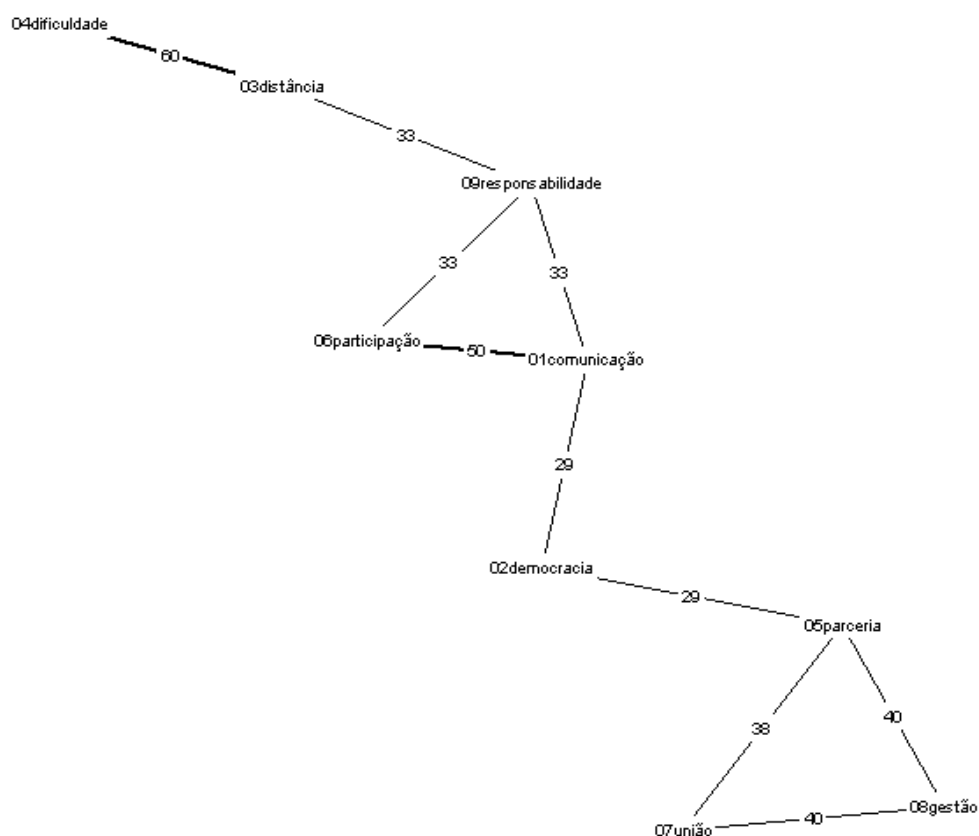 04dificuldade
60
03distância
33
09responsabilidade
33
33
06participação
50
01comunicação
29
02democracia
29
05parceria
38
40
08gestão
40
07união